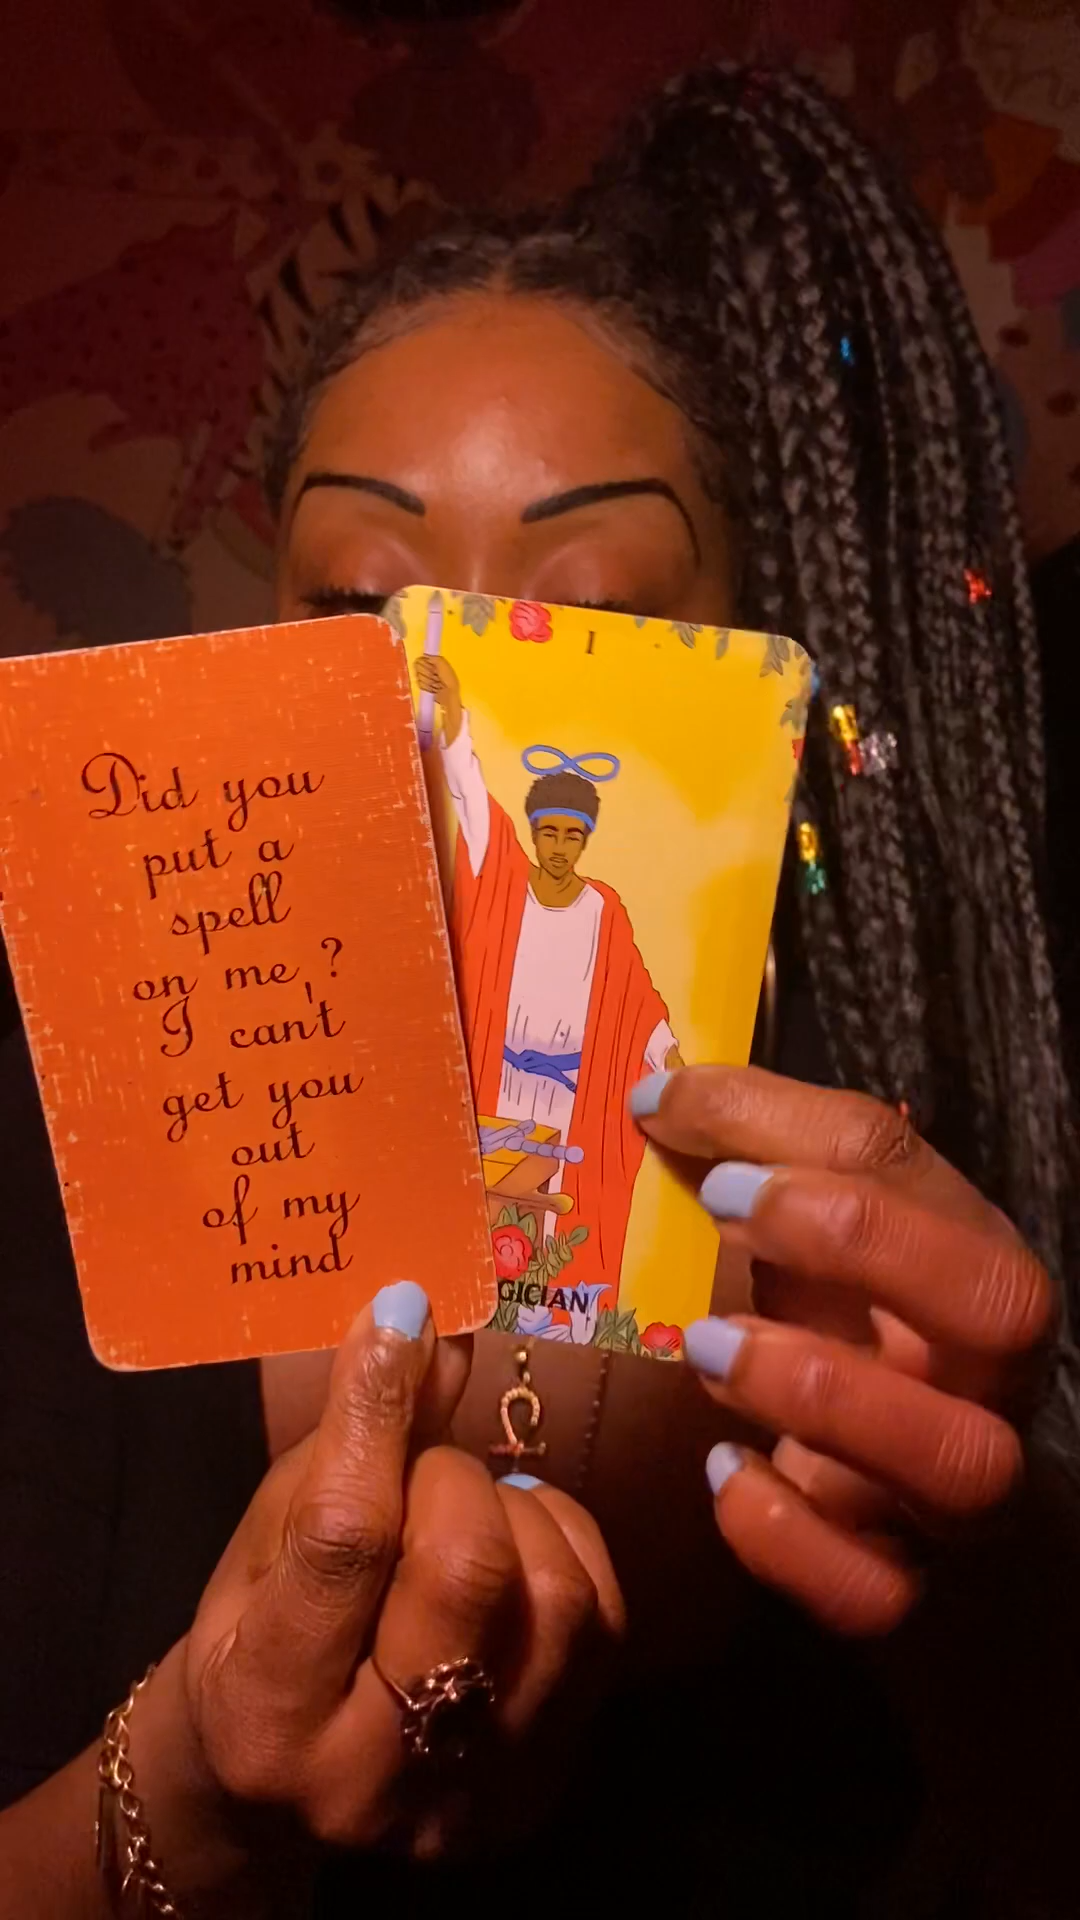 Did you
put a
spell
on me,?
I can't
get you
out
of my
mind
I
GICIAN